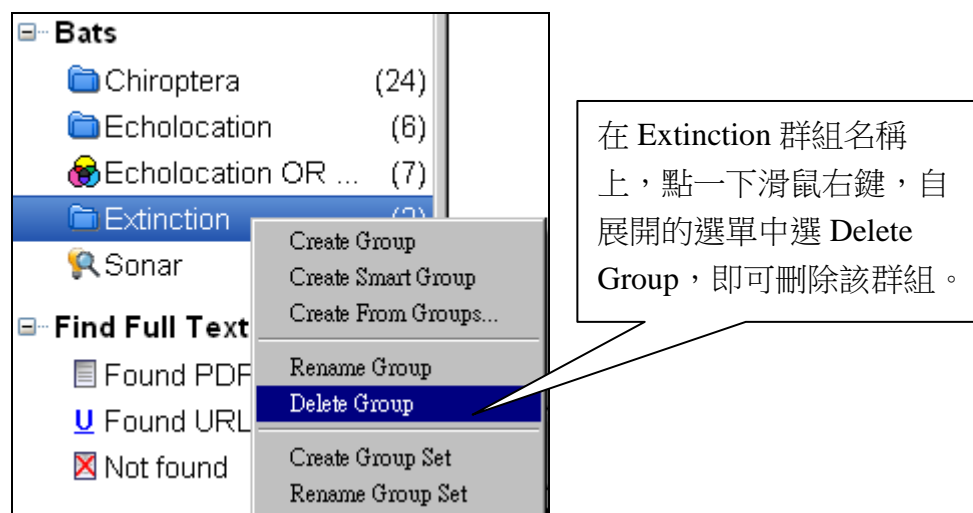 Bats
Chiroptera (24)
Echolocation (6)
Echolocation OR ... (7)
Extinction
Sonar
Find Full Text
Found PDF
Found URL
Not found
Create Group
Create Smart Group
Create From Groups...
Rename Group
Delete Group
Create Group Set
Rename Group Set
在 Extinction 群組名稱
上，點一下滑鼠右鍵，自
展開的選單中選 Delete
Group，即可刪除該群組。